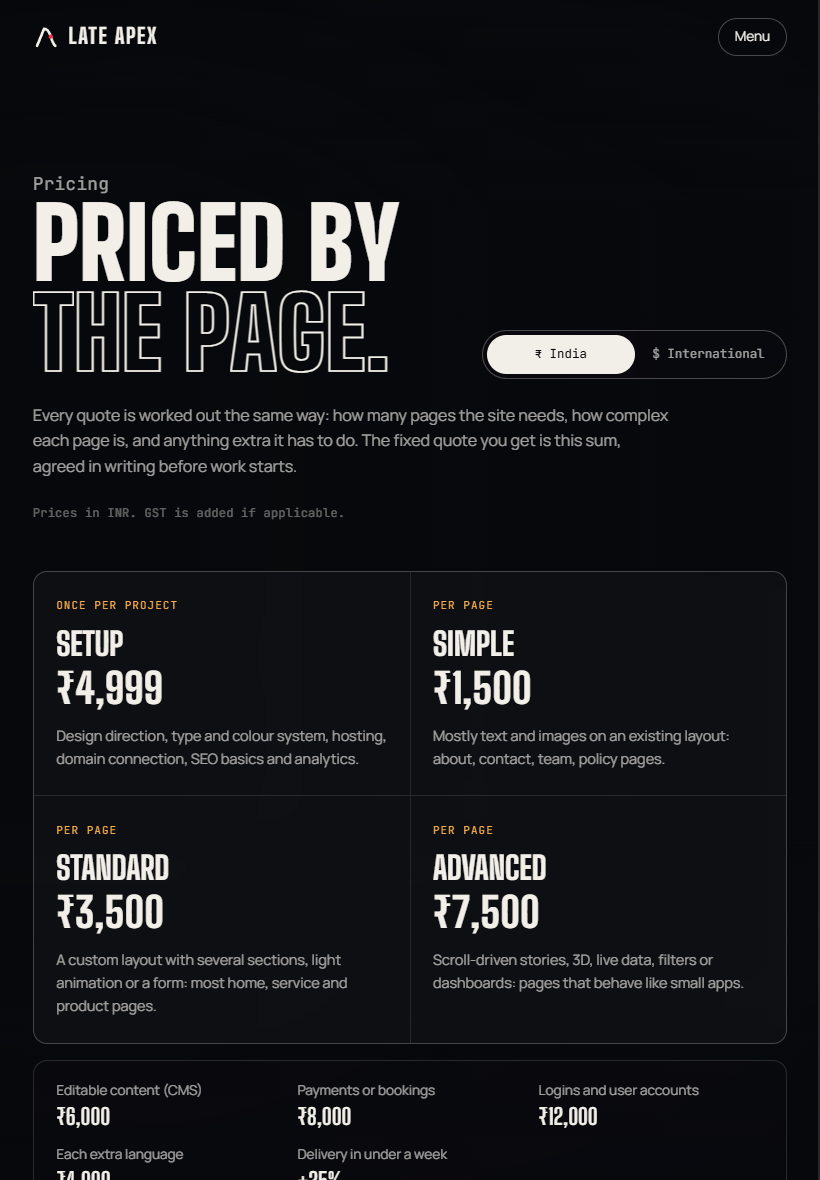 LATE APEX
Menu
Pricing
PRICED BY
THE PAGE.
₹ India
$ International
Every quote is worked out the same way: how many pages the site needs, how complex
each page is, and anything extra it has to do. The fixed quote you get is this sum,
agreed in writing before work starts.
Prices in INR. GST is added if applicable.
ONCE PER PROJECT
SETUP
₹4,999
Design direction, type and colour system, hosting,
domain connection, SEO basics and analytics.
PER PAGE
SIMPLE
₹1,500
Mostly text and images on an existing layout:
about, contact, team, policy pages.
PER PAGE
STANDARD
₹3,500
A custom layout with several sections, light
animation or a form: most home, service and
product pages.
PER PAGE
ADVANCED
₹7,500
Scroll-driven stories, 3D, live data, filters or
dashboards: pages that behave like small apps.
Editable content (CMS)
₹6,000
Payments or bookings
₹8,000
Logins and user accounts
₹12,000
Each extra language
₹4,000
Delivery in under a week
+25%